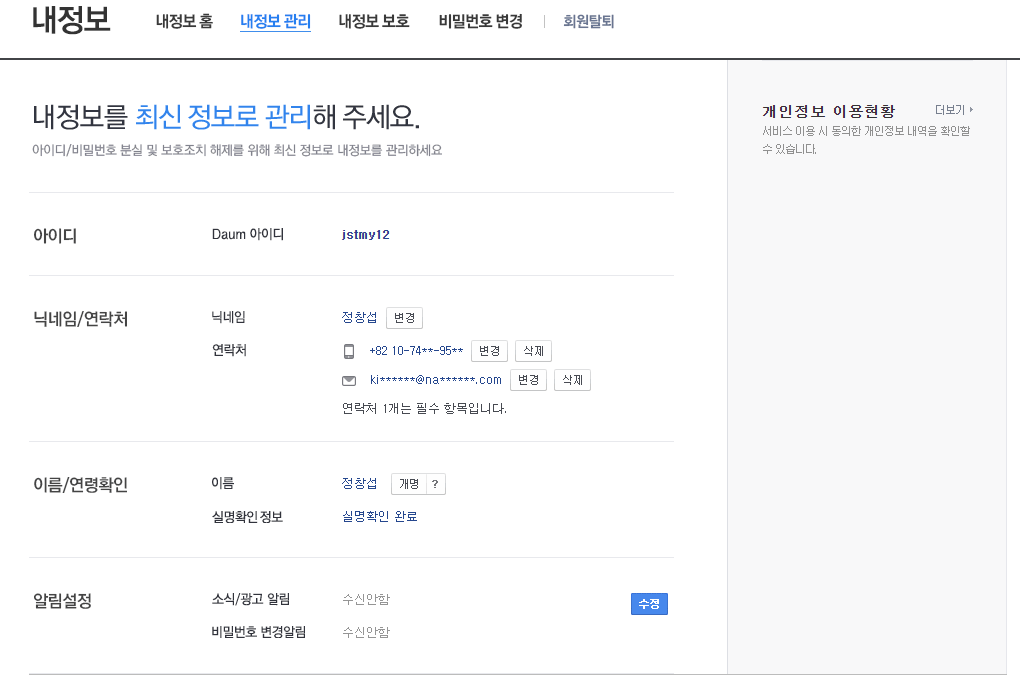 내정보 내정보 홈 내정보 관리 내정보 보호 비밀번호 변경 회원탈퇴
내정보를 최신 정보로 관리해 주세요.
아이디/비밀번호 분실 및 보호조치 해제를 위해 최신 정보로 내정보를 관리하세요
아이디 Daum 아이디 jstmy12
닉네임/연락처 닉네임 정창섭 변경
연락처 +82 10-74**-95** 변경 삭제
ki******@na******.com 변경 삭제
연락처 1개는 필수 항목입니다.
이름/연령확인 이름 정창섭 개명 ?
실명확인 정보 실명확인 완료
알림설정 소식/광고 알림 수신안함 수정
비밀번호 변경알림 수신안함
개인정보 이용현황 더보기
서비스 이용 시 동의한 개인정보 내역을 확인할
수 있습니다.